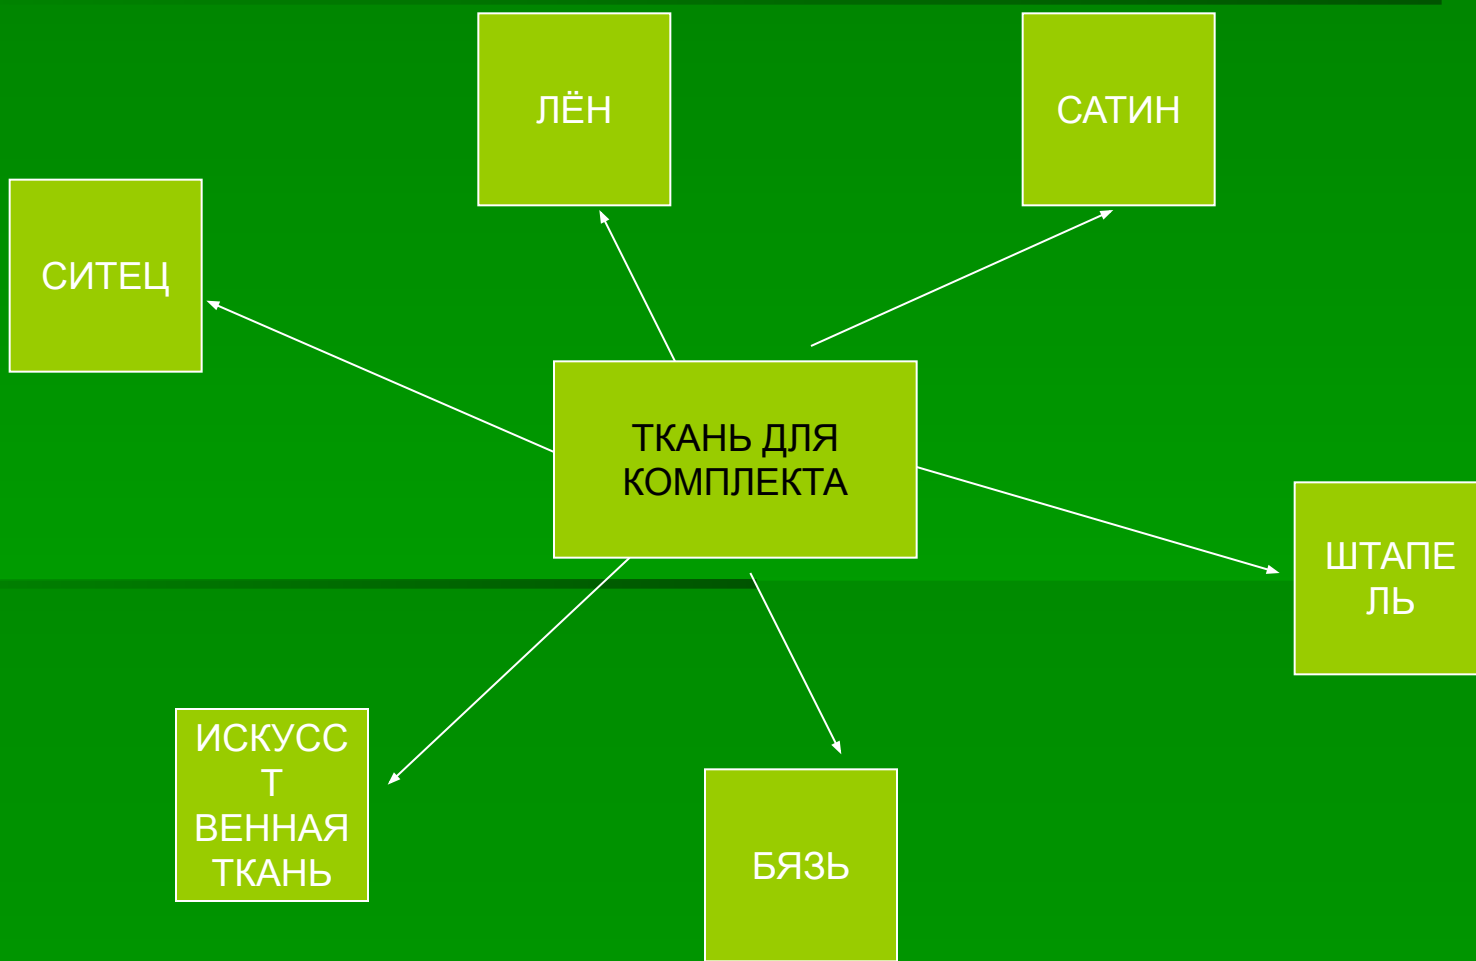 ЛЁН
САТИН
СИТЕЦ
ТКАНЬ ДЛЯ
КОМПЛЕКТА
ШТАПЕ
ЛЬ
ИСКУСС
Т
ВЕННАЯ
ТКАНЬ
БЯЗЬ